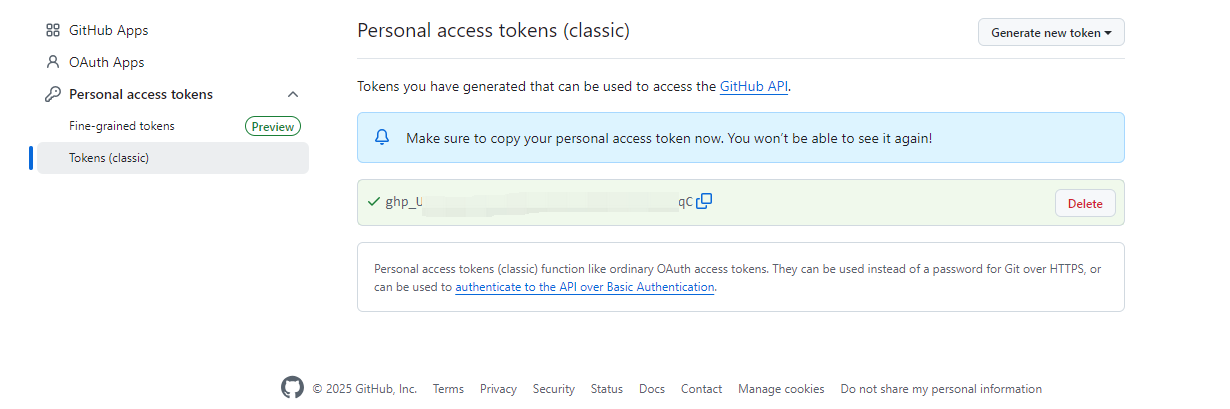 GitHub Apps
OAuth Apps
Personal access tokens
Fine-grained tokens
Preview
Tokens (classic)
Personal access tokens (classic)
Generate new token
Tokens you have generated that can be used to access the GitHub API.
Make sure to copy your personal access token now. You won’t be able to see it again!
ghp_U qC
Delete
Personal access tokens (classic) function like ordinary OAuth access tokens. They can be used instead of a password for Git over HTTPS, or
can be used to authenticate to the API over Basic Authentication.
© 2025 GitHub, Inc. Terms Privacy Security Status Docs Contact Manage cookies Do not share my personal information